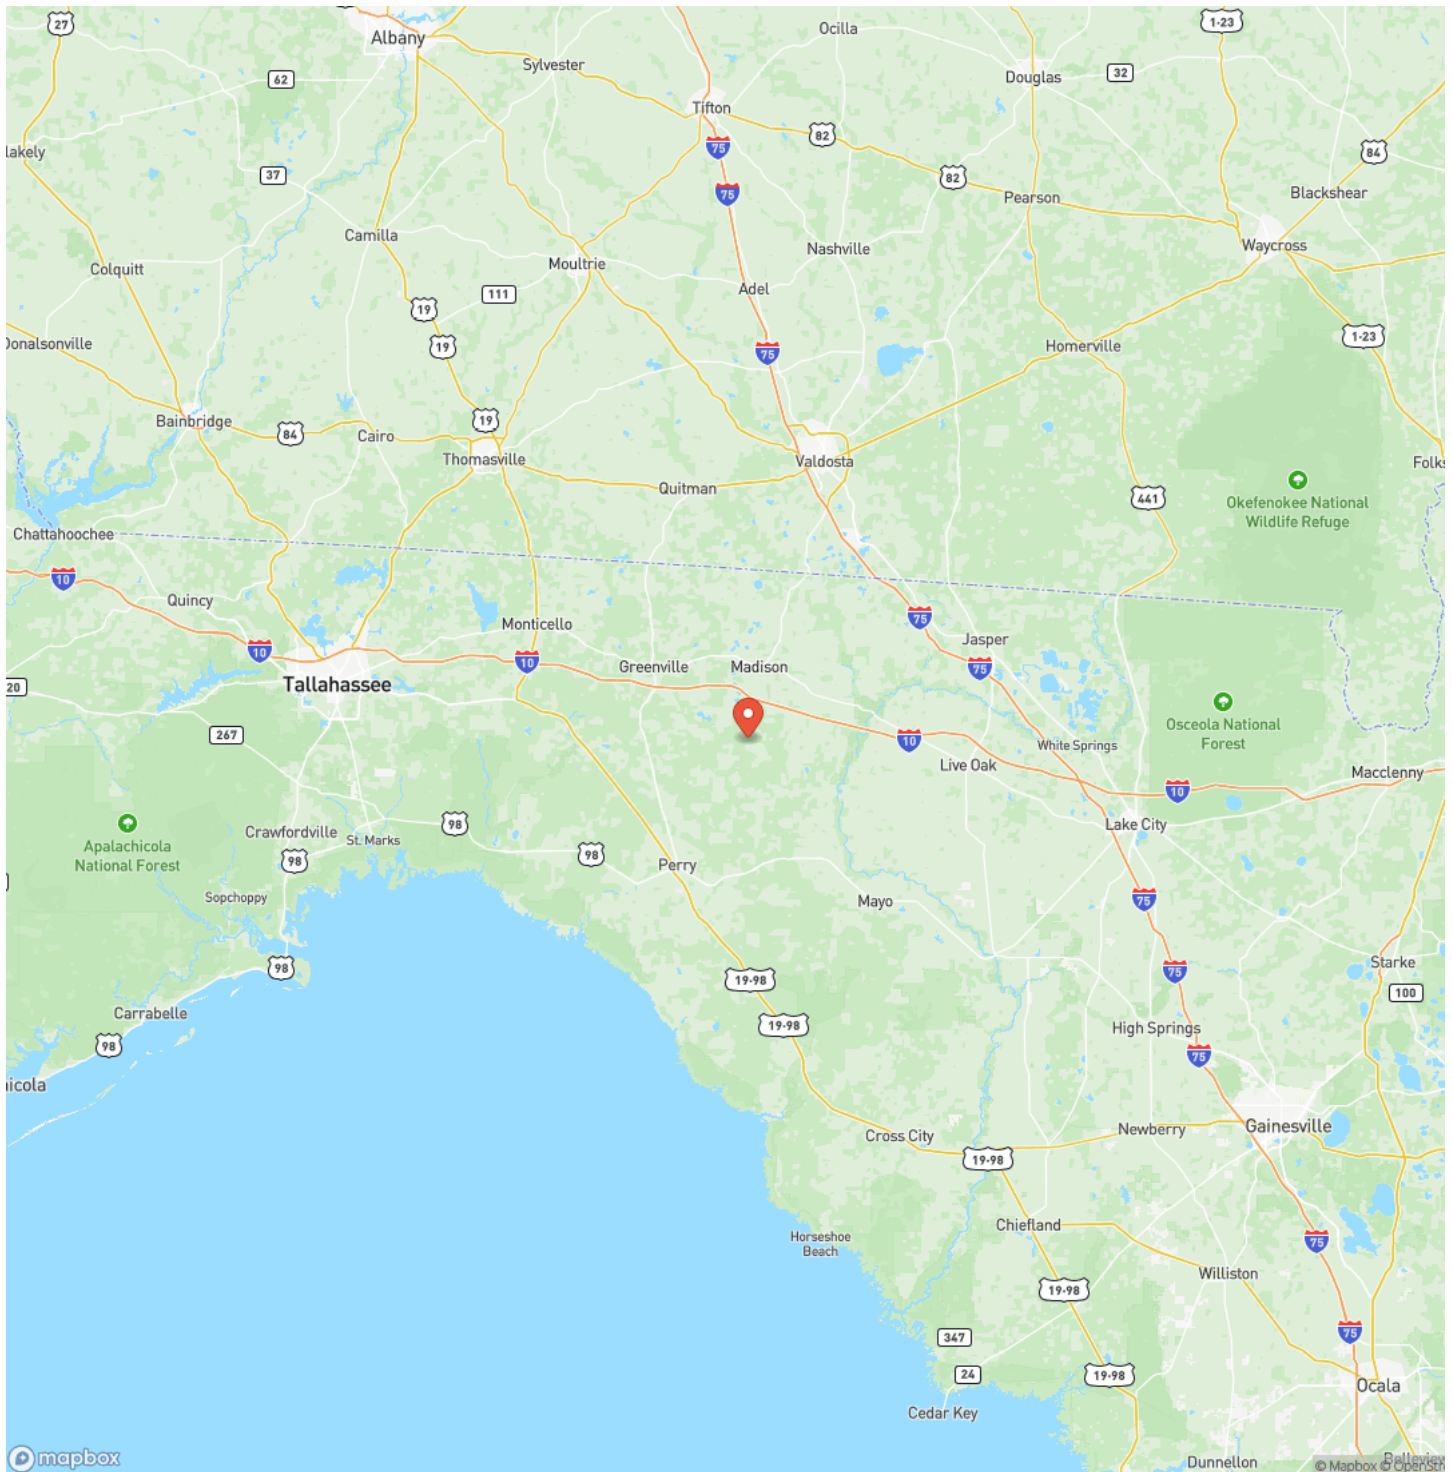 27
Albany
Ocilla
1-23
Sylvester
62
Douglas
32
Tifton
82
75
84
lakely
37
75
82
Pearson
Blackshear
Camilla
Nashville
Waycross
Colquitt
Moultrie
Adel
111
19
1-23
Donalsonville
19
75
Homerville
Bainbridge
19
84
Cairo
Thomasville
Valdosta
Folks
Quitman
441
Okefenokee National
Wildlife Refuge
Chattahoochee
10
Quincy
75
Monticello
Jasper
10
10
Greenville
Madison
75
20
Tallahassee
267
10
Osceola National
Forest
White Springs
Live Oak
Macclenny
10
98
Crawfordville
St. Marks
Lake City
Apalachicola
National Forest
98
98
Perry
Sopchoppy
Mayo
75
98
19-98
75
Starke
100
Carrabelle
19-98
High Springs
98
75
icola
Cross City
Newberry
Gainesville
19-98
Horseshoe
Beach
Chiefland
75
Williston
19-98
347
75
24
19-98
Ocala
Cedar Key
mapbox
Dunnellon
Belleview
© Mapbox © OpenStre